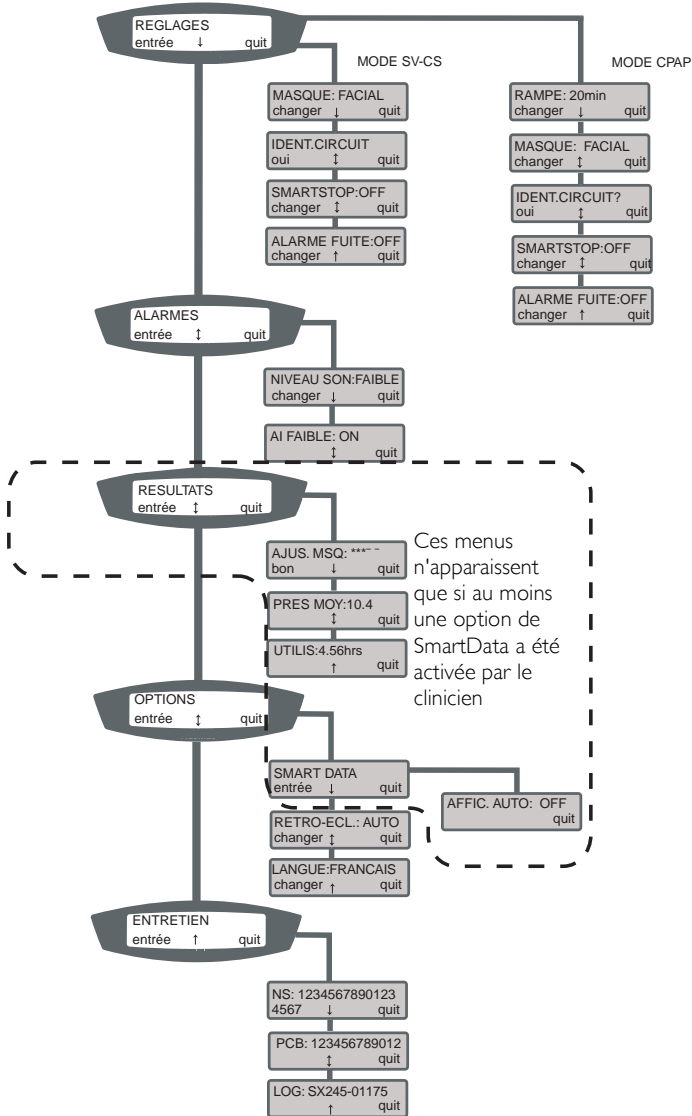 REGLAGES
entrée ↓ quit
MODE SV-CS
MODE CPAP
MASQUE: FACIAL
changer ↓ quit
IDENT.CIRCUIT
oui ↕ quit
SMARTSTOP:OFF
changer ↕ quit
ALARME FUITE:OFF
changer ↑ quit
RAMPE: 20min
changer ↓ quit
MASQUE: FACIAL
changer ↕ quit
IDENT.CIRCUIT?
oui ↕ quit
SMARTSTOP:OFF
changer ↕ quit
ALARME FUITE:OFF
changer ↑ quit
ALARMES
entrée ↕ quit
NIVEAU SON:FAIBLE
changer ↓ quit
AI FAIBLE: ON
↕ quit
RESULTATS
entrée ↕ quit
AJUS. MSQ: ***--
bon ↓ quit
PRES MOY:10.4
↕ quit
UTILIS:4.56hrs
↑ quit
Ces menus
n'apparaissent
que si au moins
une option de
SmartData a été
activée par le
clinicien
OPTIONS
entrée ↕ quit
SMART DATA
entrée ↓ quit
AFFIC. AUTO: OFF
quit
RETRO-ECL.: AUTO
changer ↕ quit
LANGUE:FRANCAIS
changer ↑ quit
ENTRETIEN
entrée ↑ quit
NS: 1234567890123
4567 ↓ quit
PCB: 123456789012
↕ quit
LOG: SX245-01175
↑ quit